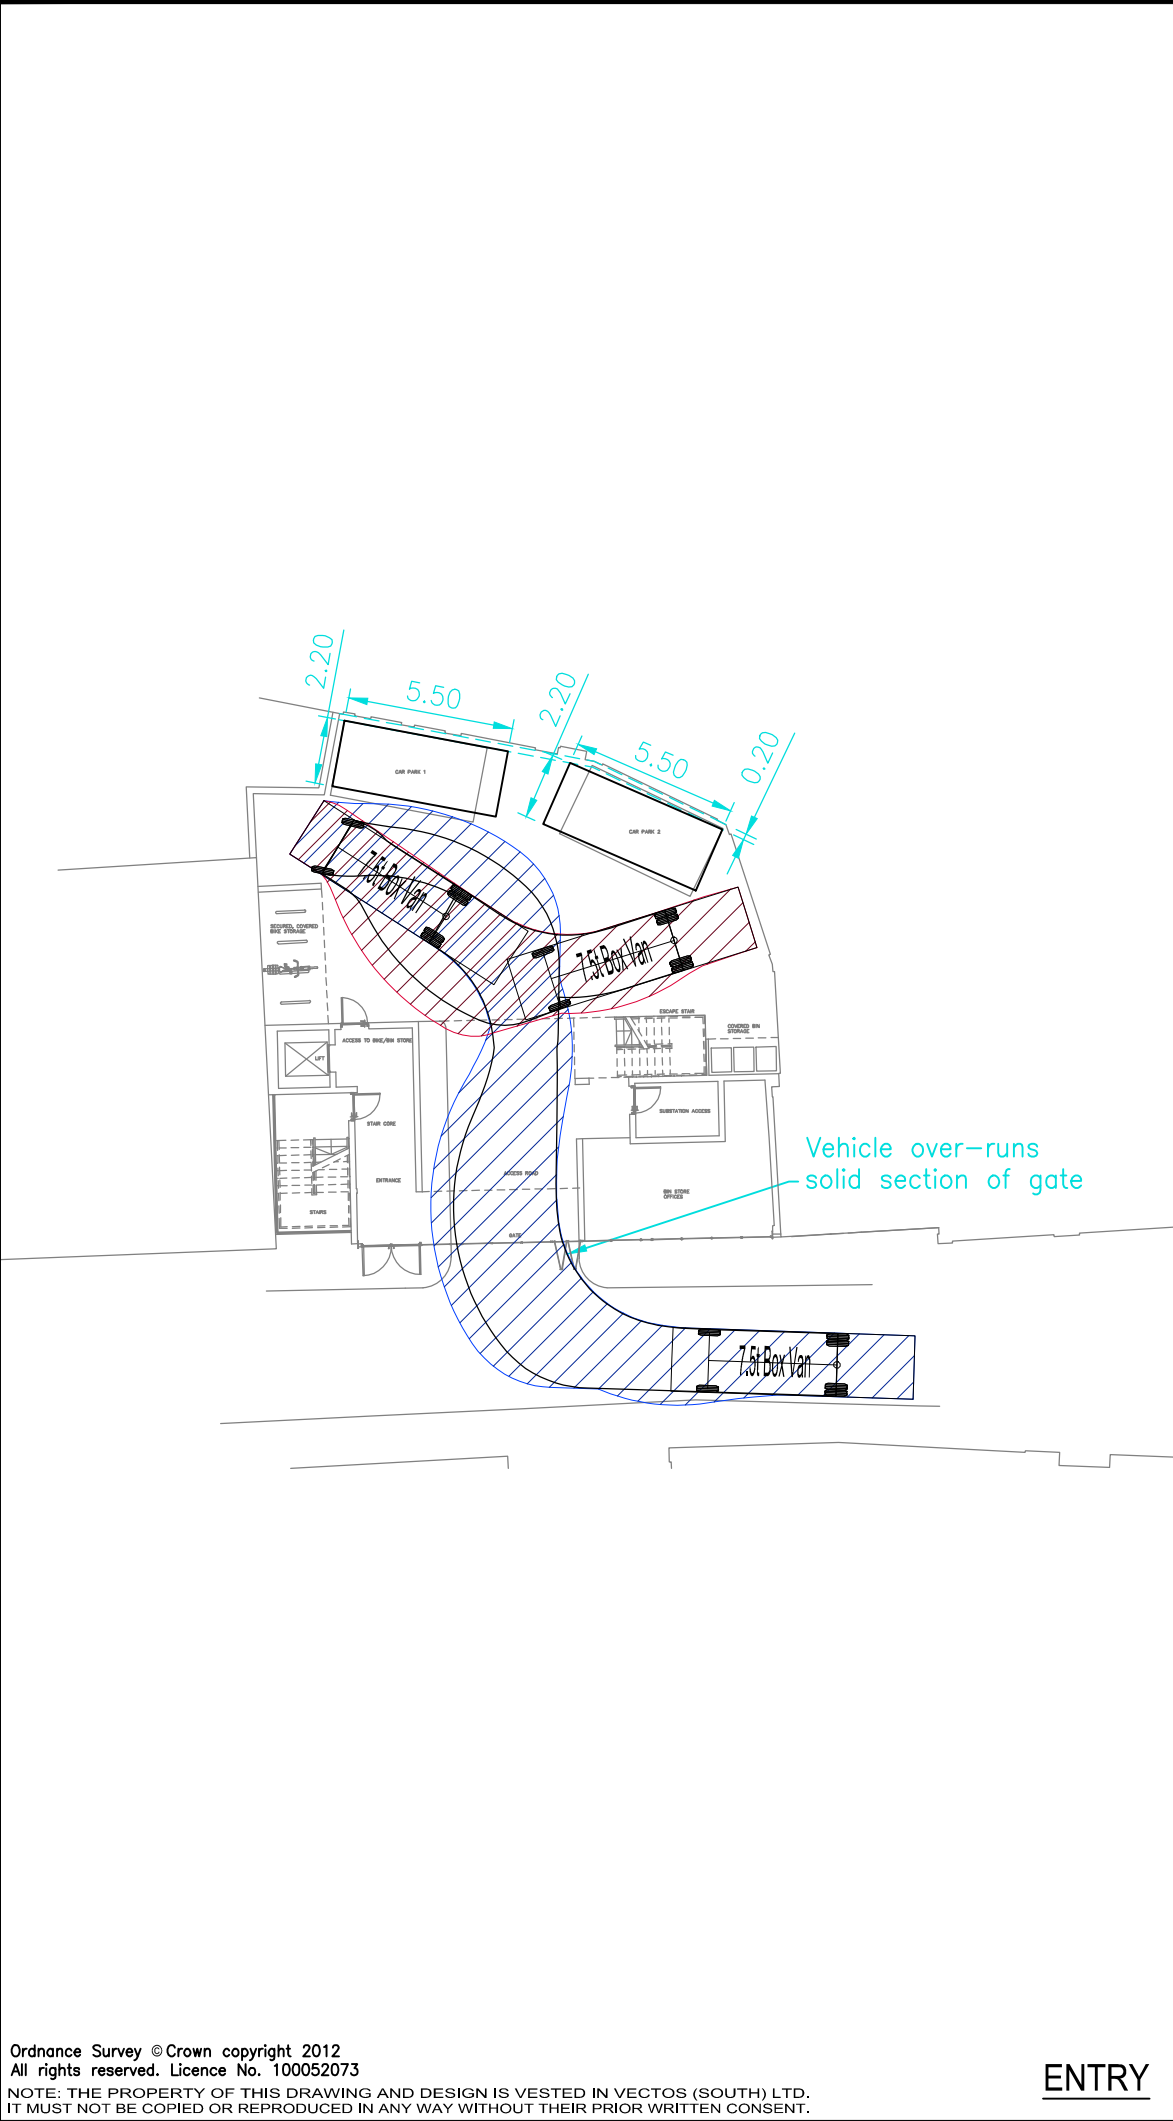 2.20
5.50
2.20
5.50
0.20
CAR PARK 1
CAR PARK 2
7.5t Box Van
7.5t Box Van
SECURED, COVERED
BIKE STORAGE
ESCAPE STAIR
COVERED BIN
STORAGE
ACCESS TO BIKE/BIN STORE
LIFT
SUBSTATION ACCESS
STAIR CORE
Vehicle over-runs
solid section of gate
ACCESS ROAD
ENTRANCE
BIN STORE
OFFICES
STAIRS
GATE
7.5t Box Van
Ordnance Survey © Crown copyright 2012
All rights reserved. Licence No. 100052073
NOTE: THE PROPERTY OF THIS DRAWING AND DESIGN IS VESTED IN VECTOS (SOUTH) LTD.
IT MUST NOT BE COPIED OR REPRODUCED IN ANY WAY WITHOUT THEIR PRIOR WRITTEN CONSENT.
ENTRY